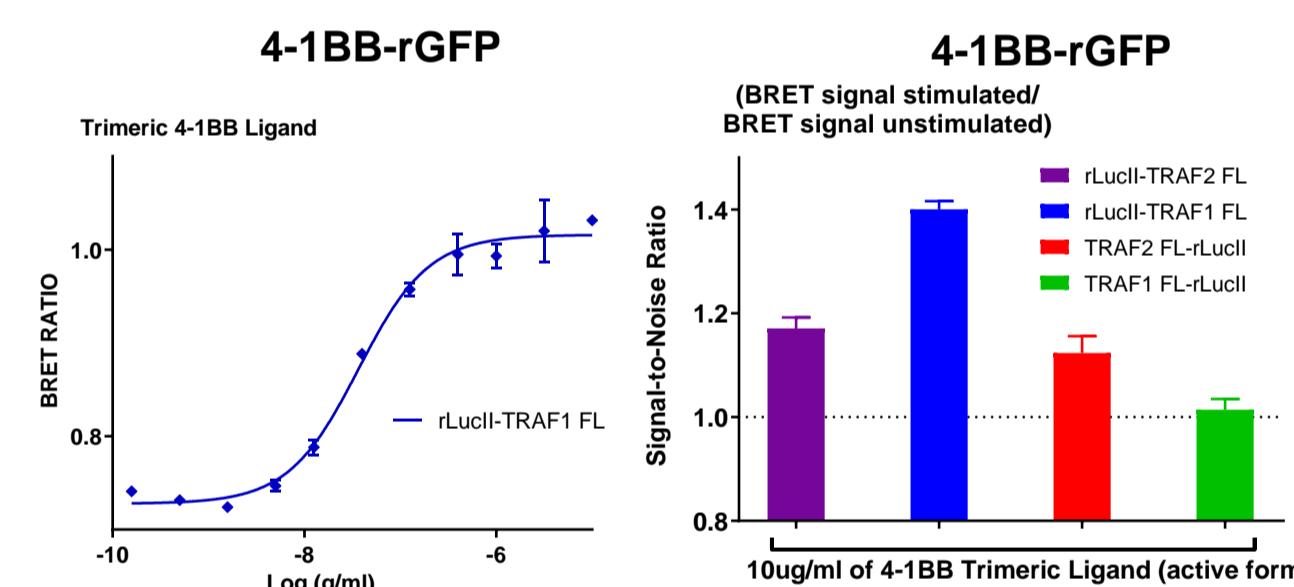 4-1BB-rGFP
Trimeric 4-1BB Ligand
BRET RATIO
1.0
0.8
rLucII-TRAF1 FL
-10
-8
-6
Log (g/ml)
4-1BB-rGFP
(BRET signal stimulated/
BRET signal unstimulated)
Signal-to-Noise Ratio
1.4
1.2
1.0
0.8
rLucII-TRAF2 FL
rLucII-TRAF1 FL
TRAF2 FL-rLucII
TRAF1 FL-rLucII
10ug/ml of 4-1BB Trimeric Ligand (active form